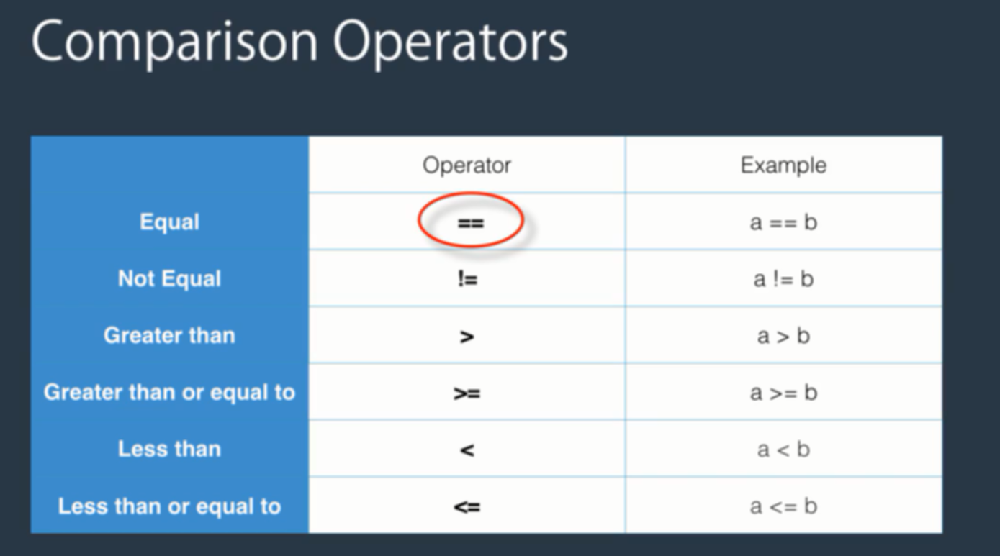 Comparison Operators
Operator Example
Equal == a == b
Not Equal != a != b
Greater than > a > b
Greater than or equal to >= a >= b
Less than < a < b
Less than or equal to <= a <= b